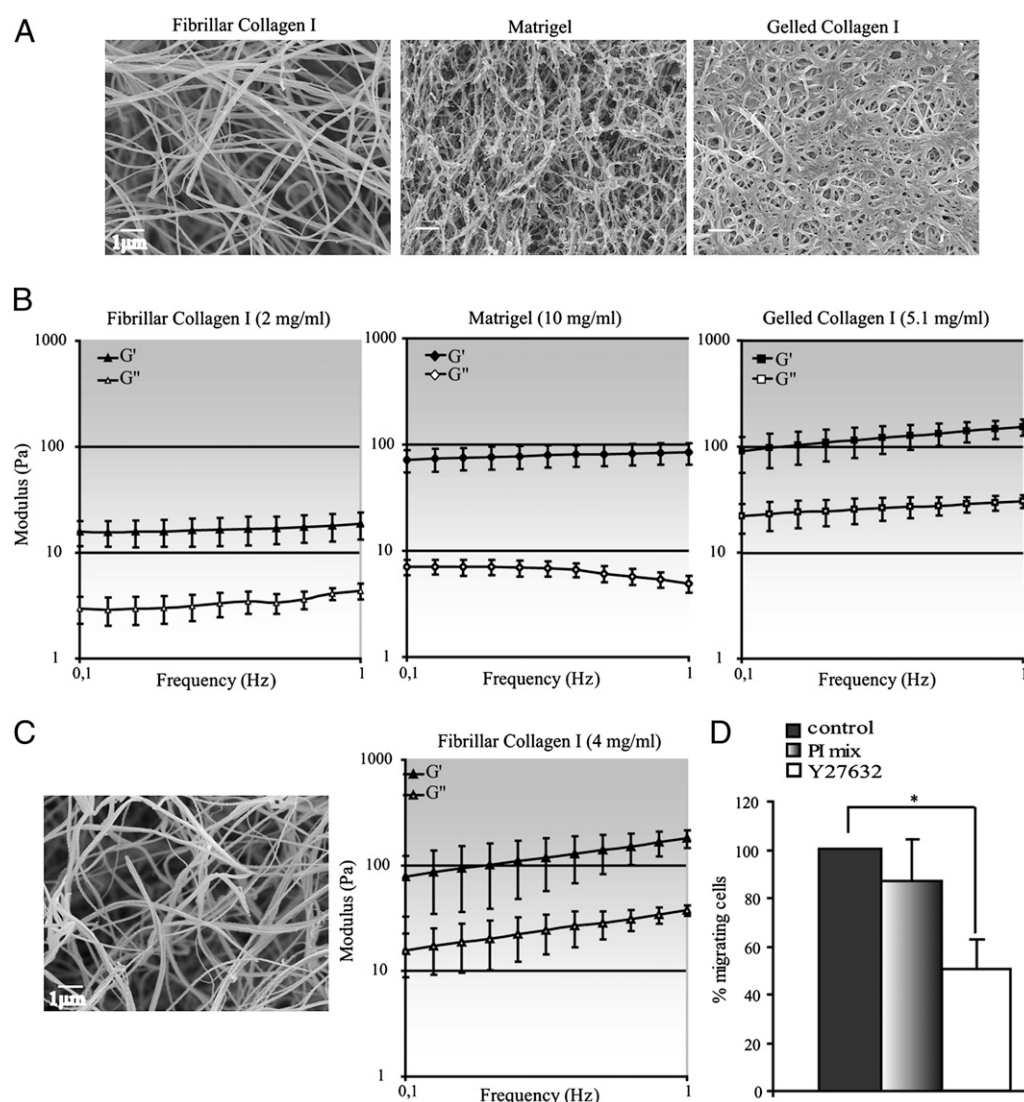 A
Fibrillar Collagen I
Matrigel
Gelled Collagen I
1μm
B
Fibrillar Collagen I (2 mg/ml)
Matrigel (10 mg/ml)
Gelled Collagen I (5.1 mg/ml)
Modulus (Pa)
1000
100
10
1
G'
G"
0,1
1
Frequency (Hz)
1000
100
10
1
G'
G"
0,1
1
Frequency (Hz)
1000
100
10
1
G'
G"
0,1
1
Frequency (Hz)
C
1μm
Fibrillar Collagen I (4 mg/ml)
Modulus (Pa)
1000
100
10
1
G'
G"
0,1
1
Frequency (Hz)
D
control
PI mix
Y27632
% migrating cells
120
100
80
60
40
20
0
*